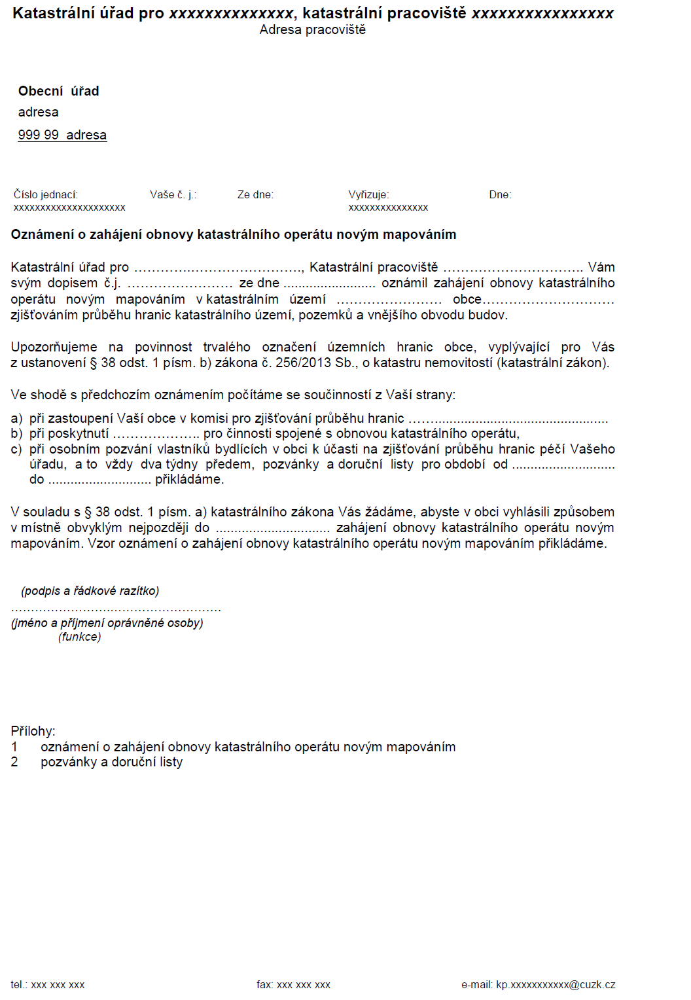 Katastrální úřad pro xxxxxxxxxxxxxx, katastrální pracoviště xxxxxxxxxxxxxxxx
Adresa pracoviště
Obecní úřad
adresa
999 99 adresa
Číslo jednací: Vaše č. j.: Ze dne: Vyřizuje: Dne:
xxxxxxxxxxxxxxxxxxxxx xxxxxxxxxxxxxxx
Oznámení o zahájení obnovy katastrálního operátu novým mapováním
Katastrální úřad pro …………..……………………., Katastrální pracoviště ………………………….. Vám
svým dopisem č.j. …………………… ze dne ......................... oznámil zahájení obnovy katastrálního
operátu novým mapováním v katastrálním území …………………… obce…………………………
zjišťováním průběhu hranic katastrálního území, pozemků a vnějšího obvodu budov.
Upozorňujeme na povinnost trvalého označení územních hranic obce, vyplývající pro Vás
z ustanovení § 38 odst. 1 písm. b) zákona č. 256/2013 Sb., o katastru nemovitostí (katastrální zákon).
Ve shodě s předchozím oznámením počítáme se součinností z Vaší strany:
a) při zastoupení Vaší obce v komisi pro zjišťování průběhu hranic ……...............................................
b) při poskytnutí ……………….. pro činnosti spojené s obnovou katastrálního operátu,
c) při osobním pozvání vlastníků bydlících v obci k účasti na zjišťování průběhu hranic péčí Vašeho
úřadu, a to vždy dva týdny předem, pozvánky a doruční listy pro období od ............................
do ............................ přikládáme.
V souladu s § 38 odst. 1 písm. a) katastrálního zákona Vás žádáme, abyste v obci vyhlásili způsobem
v místně obvyklým nejpozději do ............................... zahájení obnovy katastrálního operátu novým
mapováním. Vzor oznámení o zahájení obnovy katastrálního operátu novým mapováním přikládáme.
(podpis a řádkové razítko)
…………………….……………………….
(jméno a příjmení oprávněné osoby)
(funkce)
Přílohy:
1 oznámení o zahájení obnovy katastrálního operátu novým mapováním
2 pozvánky a doruční listy
tel.: xxx xxx xxx fax: xxx xxx xxx e-mail: kp.xxxxxxxxxxx@cuzk.cz